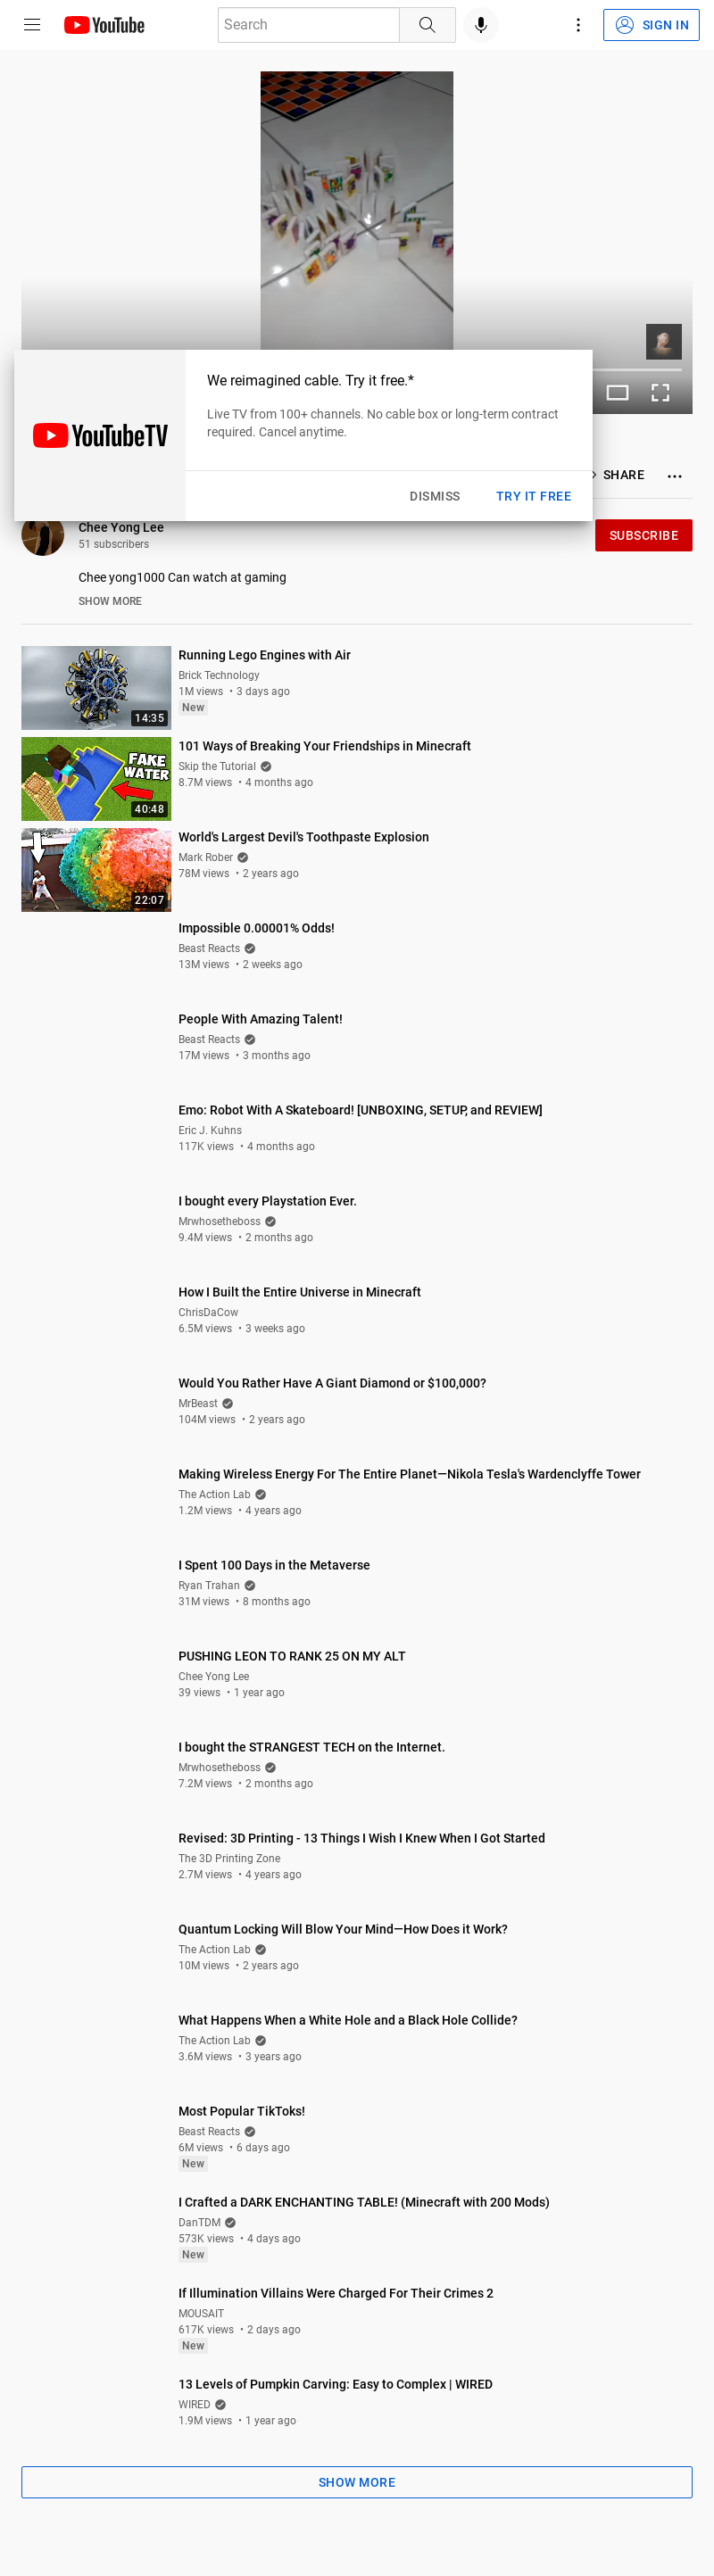 YouTube
Search
SIGN IN
We reimagined cable. Try it free.*
Live TV from 100+ channels. No cable box or long-term contract
required. Cancel anytime.
YouTubeTV
DISMISS
TRY IT FREE
SHARE
Chee Yong Lee
51 subscribers
SUBSCRIBE
Chee yong1000 Can watch at gaming
SHOW MORE
14:35
Running Lego Engines with Air
Brick Technology
1M views • 3 days ago
New
FAKE
WATER
40:48
101 Ways of Breaking Your Friendships in Minecraft
Skip the Tutorial
8.7M views • 4 months ago
22:07
World's Largest Devil's Toothpaste Explosion
Mark Rober
78M views • 2 years ago
Impossible 0.00001% Odds!
Beast Reacts
13M views • 2 weeks ago
People With Amazing Talent!
Beast Reacts
17M views • 3 months ago
Emo: Robot With A Skateboard! [UNBOXING, SETUP, and REVIEW]
Eric J. Kuhns
117K views • 4 months ago
I bought every Playstation Ever.
Mrwhosetheboss
9.4M views • 2 months ago
How I Built the Entire Universe in Minecraft
ChrisDaCow
6.5M views • 3 weeks ago
Would You Rather Have A Giant Diamond or $100,000?
MrBeast
104M views • 2 years ago
Making Wireless Energy For The Entire Planet—Nikola Tesla's Wardenclyffe Tower
The Action Lab
1.2M views • 4 years ago
I Spent 100 Days in the Metaverse
Ryan Trahan
31M views • 8 months ago
PUSHING LEON TO RANK 25 ON MY ALT
Chee Yong Lee
39 views • 1 year ago
I bought the STRANGEST TECH on the Internet.
Mrwhosetheboss
7.2M views • 2 months ago
Revised: 3D Printing - 13 Things I Wish I Knew When I Got Started
The 3D Printing Zone
2.7M views • 4 years ago
Quantum Locking Will Blow Your Mind—How Does it Work?
The Action Lab
10M views • 2 years ago
What Happens When a White Hole and a Black Hole Collide?
The Action Lab
3.6M views • 3 years ago
Most Popular TikToks!
Beast Reacts
6M views • 6 days ago
New
I Crafted a DARK ENCHANTING TABLE! (Minecraft with 200 Mods)
DanTDM
573K views • 4 days ago
New
If Illumination Villains Were Charged For Their Crimes 2
MOUSAIT
617K views • 2 days ago
New
13 Levels of Pumpkin Carving: Easy to Complex | WIRED
WIRED
1.9M views • 1 year ago
SHOW MORE